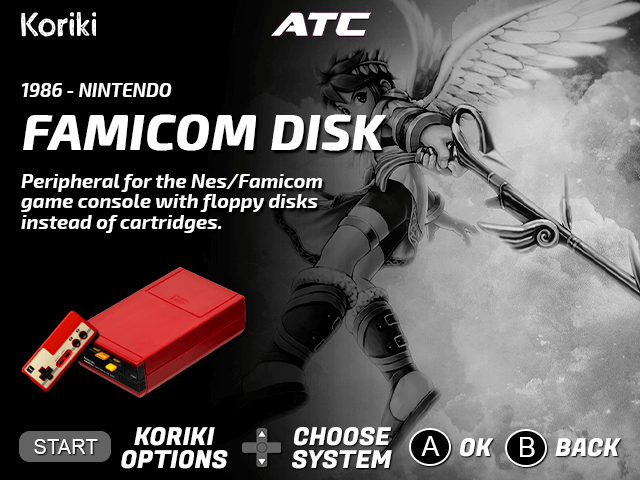 Koriki
ATC
1986 - NINTENDO
FAMICOM DISK
Peripheral for the Nes/Famicom
game console with floppy disks
instead of cartridges.
START
KORIKI
OPTIONS
CHOOSE
SYSTEM
A
OK
B
BACK